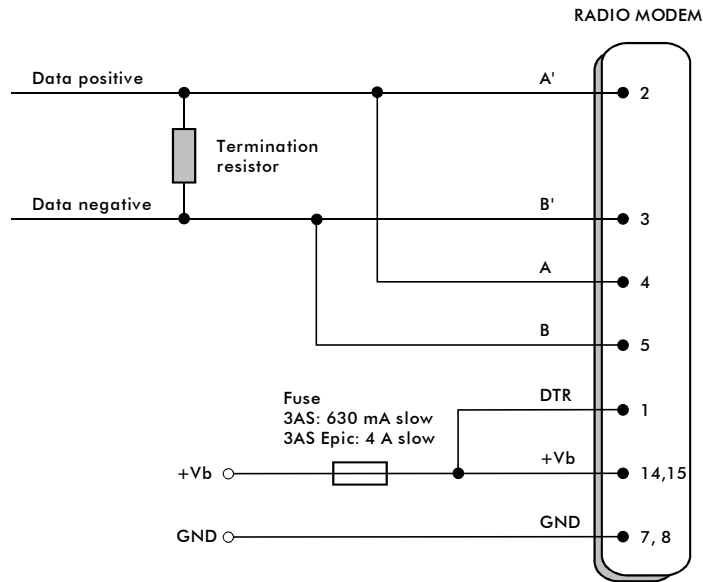 RADIO MODEM
Data positive
A'
2
Termination
resistor
Data negative
B'
3
A
4
B
5
Fuse
3AS: 630 mA slow
3AS Epic: 4 A slow
DTR
1
+Vb
+Vb
14,15
GND
GND
7, 8